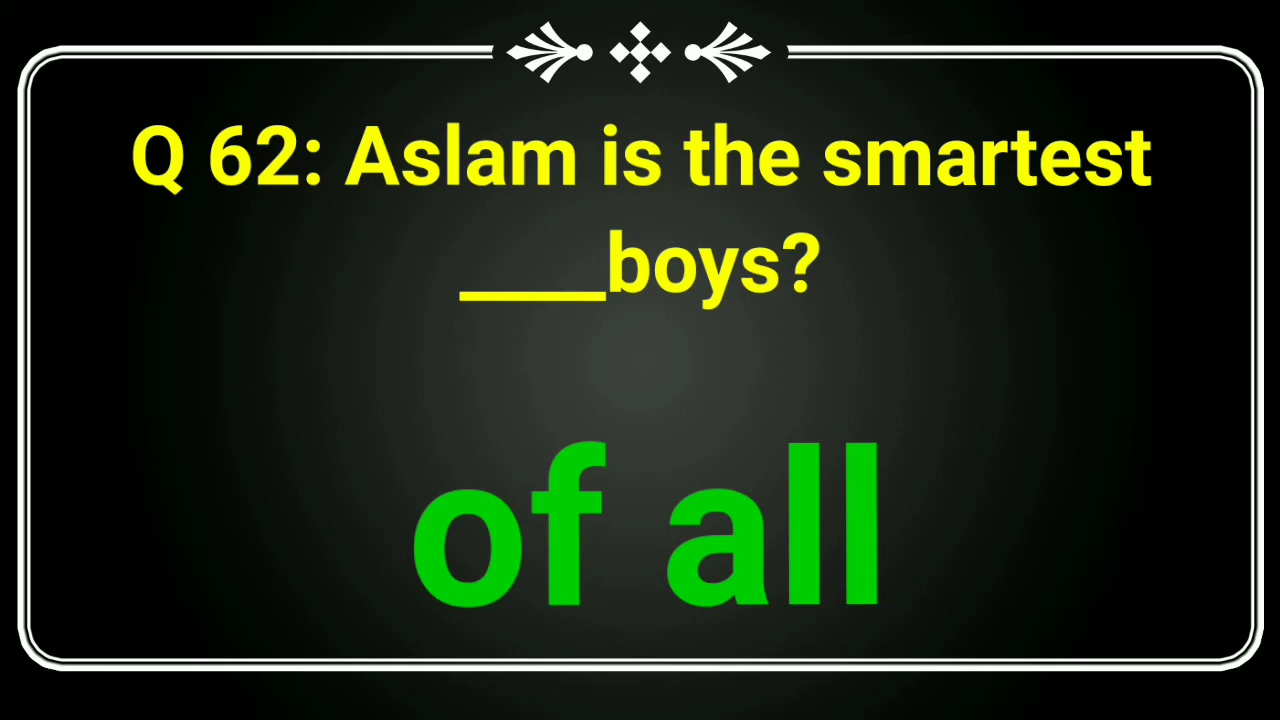 Q 62: Aslam is the smartest
____boys?
of all